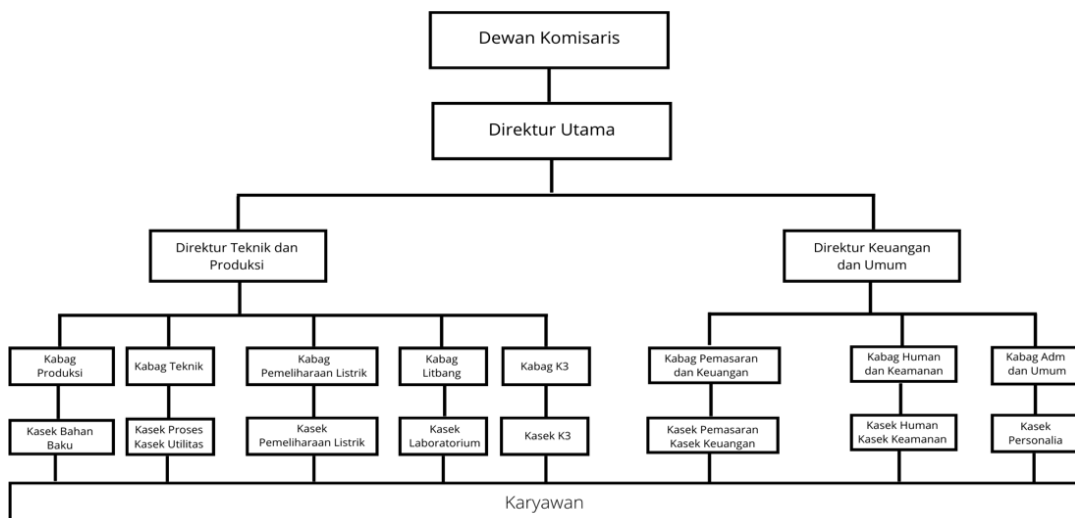 Dewan Komisaris
Direktur Utama
Direktur Teknik dan
Produksi
Direktur Keuangan
dan Umum
Kabag
Produksi
Kabag Teknik
Kabag
Pemeliharaan Listrik
Kabag
Litbang
Kabag K3
Kabag Pemasaran
dan Keuangan
Kabag Human
dan Keamanan
Kabag Adm
dan Umum
Kasek Bahan
Baku
Kasek Proses
Kasek Utilitas
Kasek
Pemeliharaan Listrik
Kasek
Laboratorium
Kasek K3
Kasek Pemasaran
Kasek Keuangan
Kasek Human
Kasek Keamanan
Kasek
Personalia
Karyawan